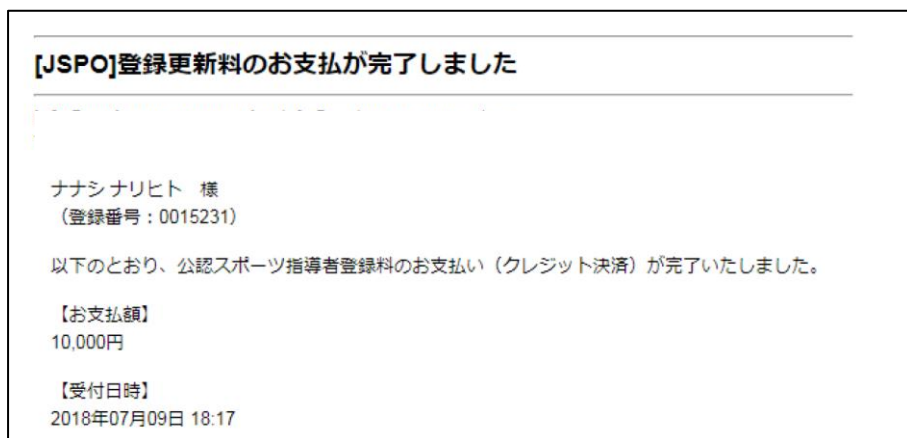 [JSPO]登録更新料のお支払が完了しました
ナナシ ナリヒト　様
（登録番号：0015231）
以下のとおり、公認スポーツ指導者登録料のお支払い（クレジット決済）が完了いたしました。
【お支払額】
10,000円
【受付日時】
2018年07月09日 18:17